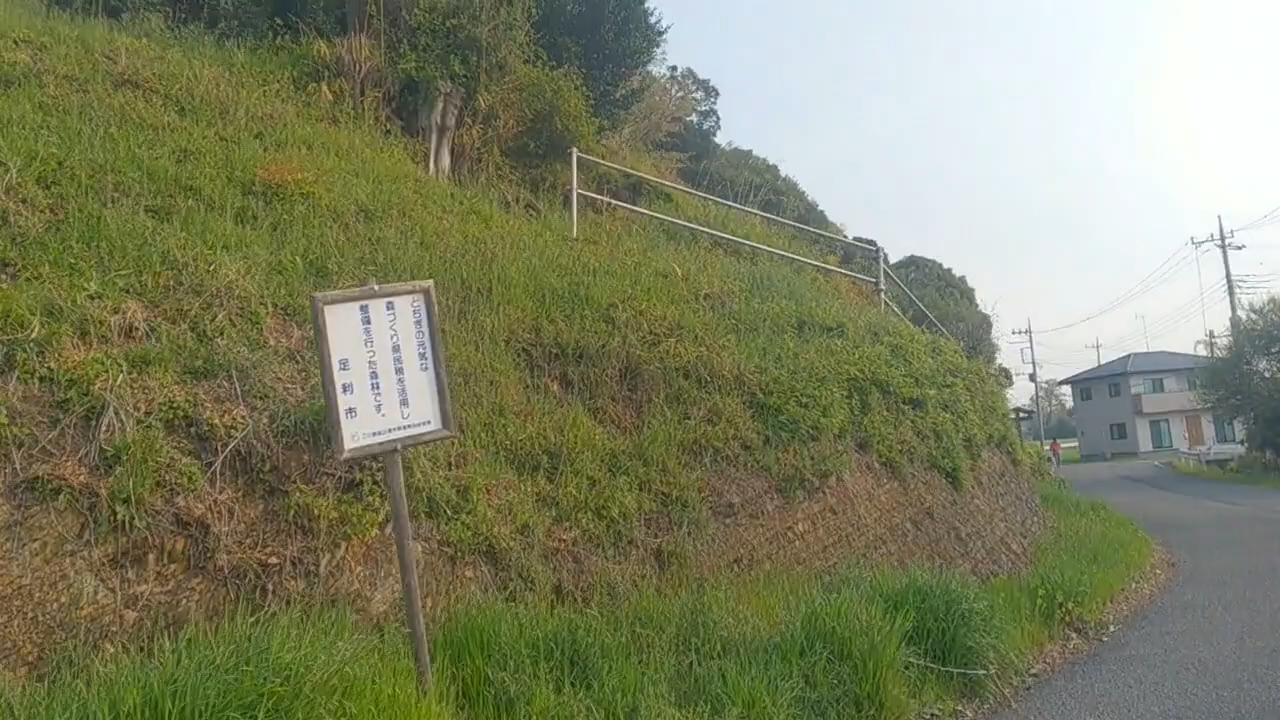 とちぎの元気な
森づくり県民税を活用し
整備を行った森林です。
足利市